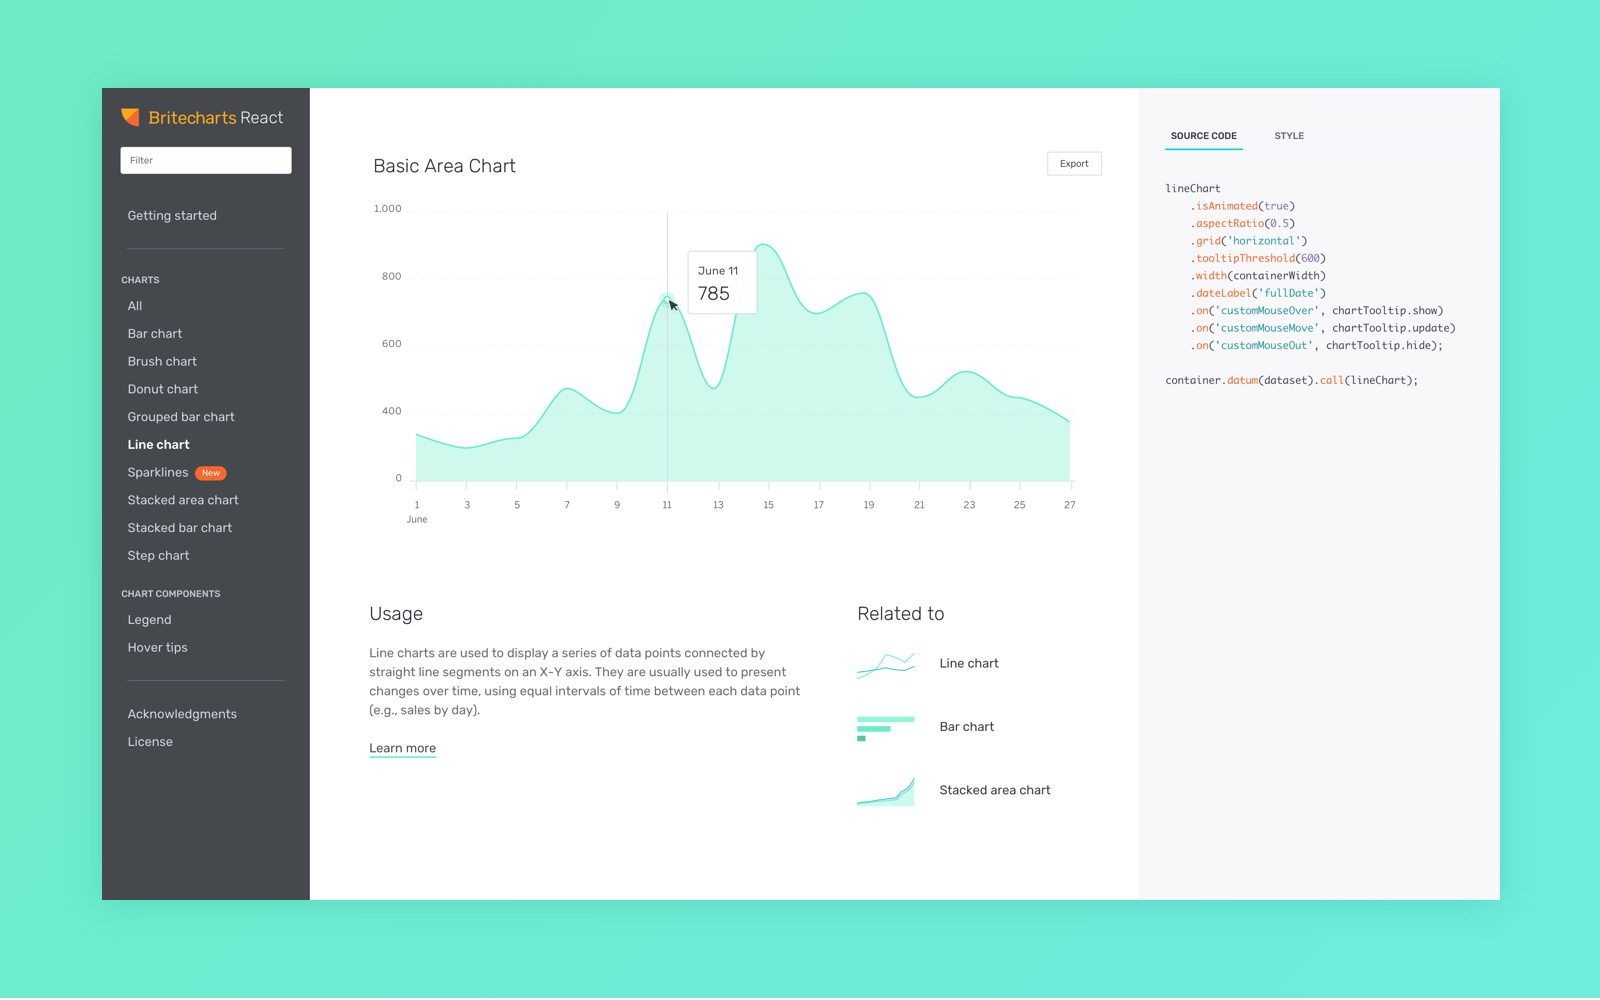 Britecharts React
Filter
Getting started
CHARTS
All
Bar chart
Brush chart
Donut chart
Grouped bar chart
Line chart
Sparklines New
Stacked area chart
Stacked bar chart
Step chart
CHART COMPONENTS
Legend
Hover tips
Acknowledgments
License
Basic Area Chart
Export
1,000
800
600
400
0
June 11
785
1 3 5 7 9 11 13 15 17 19 21 23 25 27
June
Usage
Line charts are used to display a series of data points connected by
straight line segments on an X-Y axis. They are usually used to present
changes over time, using equal intervals of time between each data point
(e.g., sales by day).
Learn more
Related to
Line chart
Bar chart
Stacked area chart
SOURCE CODE STYLE
lineChart
.isAnimated(true)
.aspectRatio(0.5)
.grid('horizontal')
.tooltipThreshold(600)
.width(containerWidth)
.dateLabel('fullDate')
.on('customMouseOver', chartTooltip.show)
.on('customMouseMove', chartTooltip.update)
.on('customMouseOut', chartTooltip.hide);
container.datum(dataset).call(lineChart);